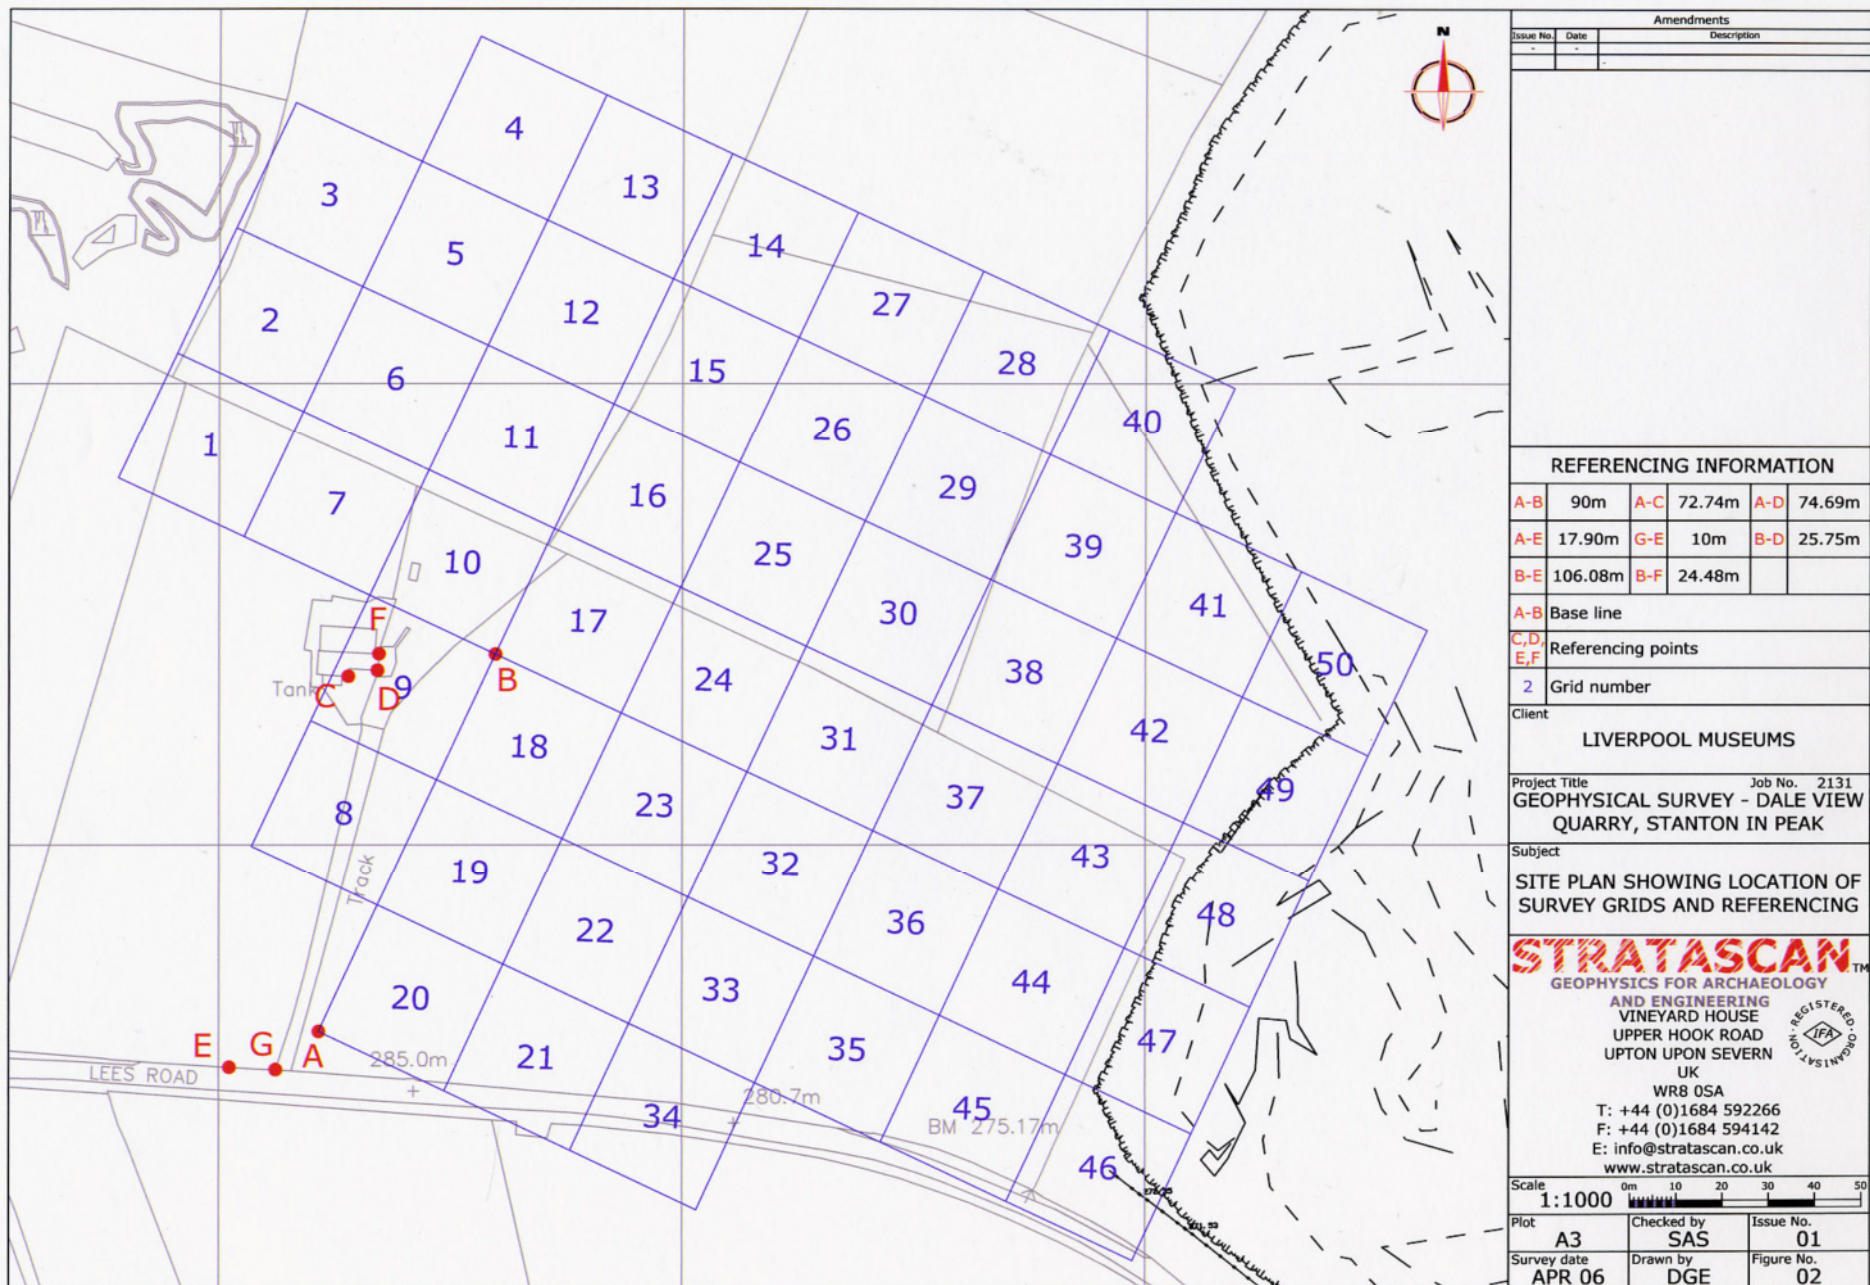 4
13
3
14
5
27
12
2
28
15
6
40
26
11
1
29
16
7
39
25
10
41
30
17
F
50
38
24
B
9
Tank
C
D
42
31
18
49
37
23
8
43
32
19
48
Track
36
22
44
33
20
47
E
G
A
35
21
285.0m
LEES ROAD
280.7m
45
34
BM 275.17m
46
N
Amendments
Issue No. Date Description
- -
REFERENCING INFORMATION
A-B 90m A-C 72.74m A-D 74.69m
A-E 17.90m G-E 10m B-D 25.75m
B-E 106.08m B-F 24.48m
A-B Base line
C,D,
E,F Referencing points
2 Grid number
Client
LIVERPOOL MUSEUMS
Project Title Job No. 2131
GEOPHYSICAL SURVEY - DALE VIEW
QUARRY, STANTON IN PEAK
Subject
SITE PLAN SHOWING LOCATION OF
SURVEY GRIDS AND REFERENCING
STRATASCAN TM
GEOPHYSICS FOR ARCHAEOLOGY
AND ENGINEERING
VINEYARD HOUSE
UPPER HOOK ROAD
UPTON UPON SEVERN
UK
WR8 0SA
T: +44 (0)1684 592266
F: +44 (0)1684 594142
E: info@stratascan.co.uk
www.stratascan.co.uk
REGISTERED · ORGANISATION ·
IFA
Scale
1:1000
0m 10 20 30 40 50
Plot Checked by Issue No.
A3 SAS 01
Survey date Drawn by Figure No.
APR 06 DGE 02